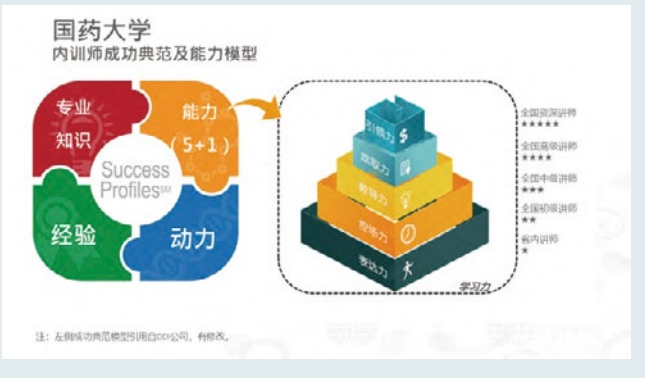 国药大学
内训师成功典范及能力模型
专业
知识
能力
(5+1)
Success
Profiles℠
经验
动力
引领力
萃取力
教导力
控场力
表达力
学习力
全国资深讲师
★★★★★
全国高级讲师
★★★★
全国中级讲师
★★★
全国初级讲师
★★
省内讲师
★
注：左侧成功典范模型引用自DDI公司，有修改。